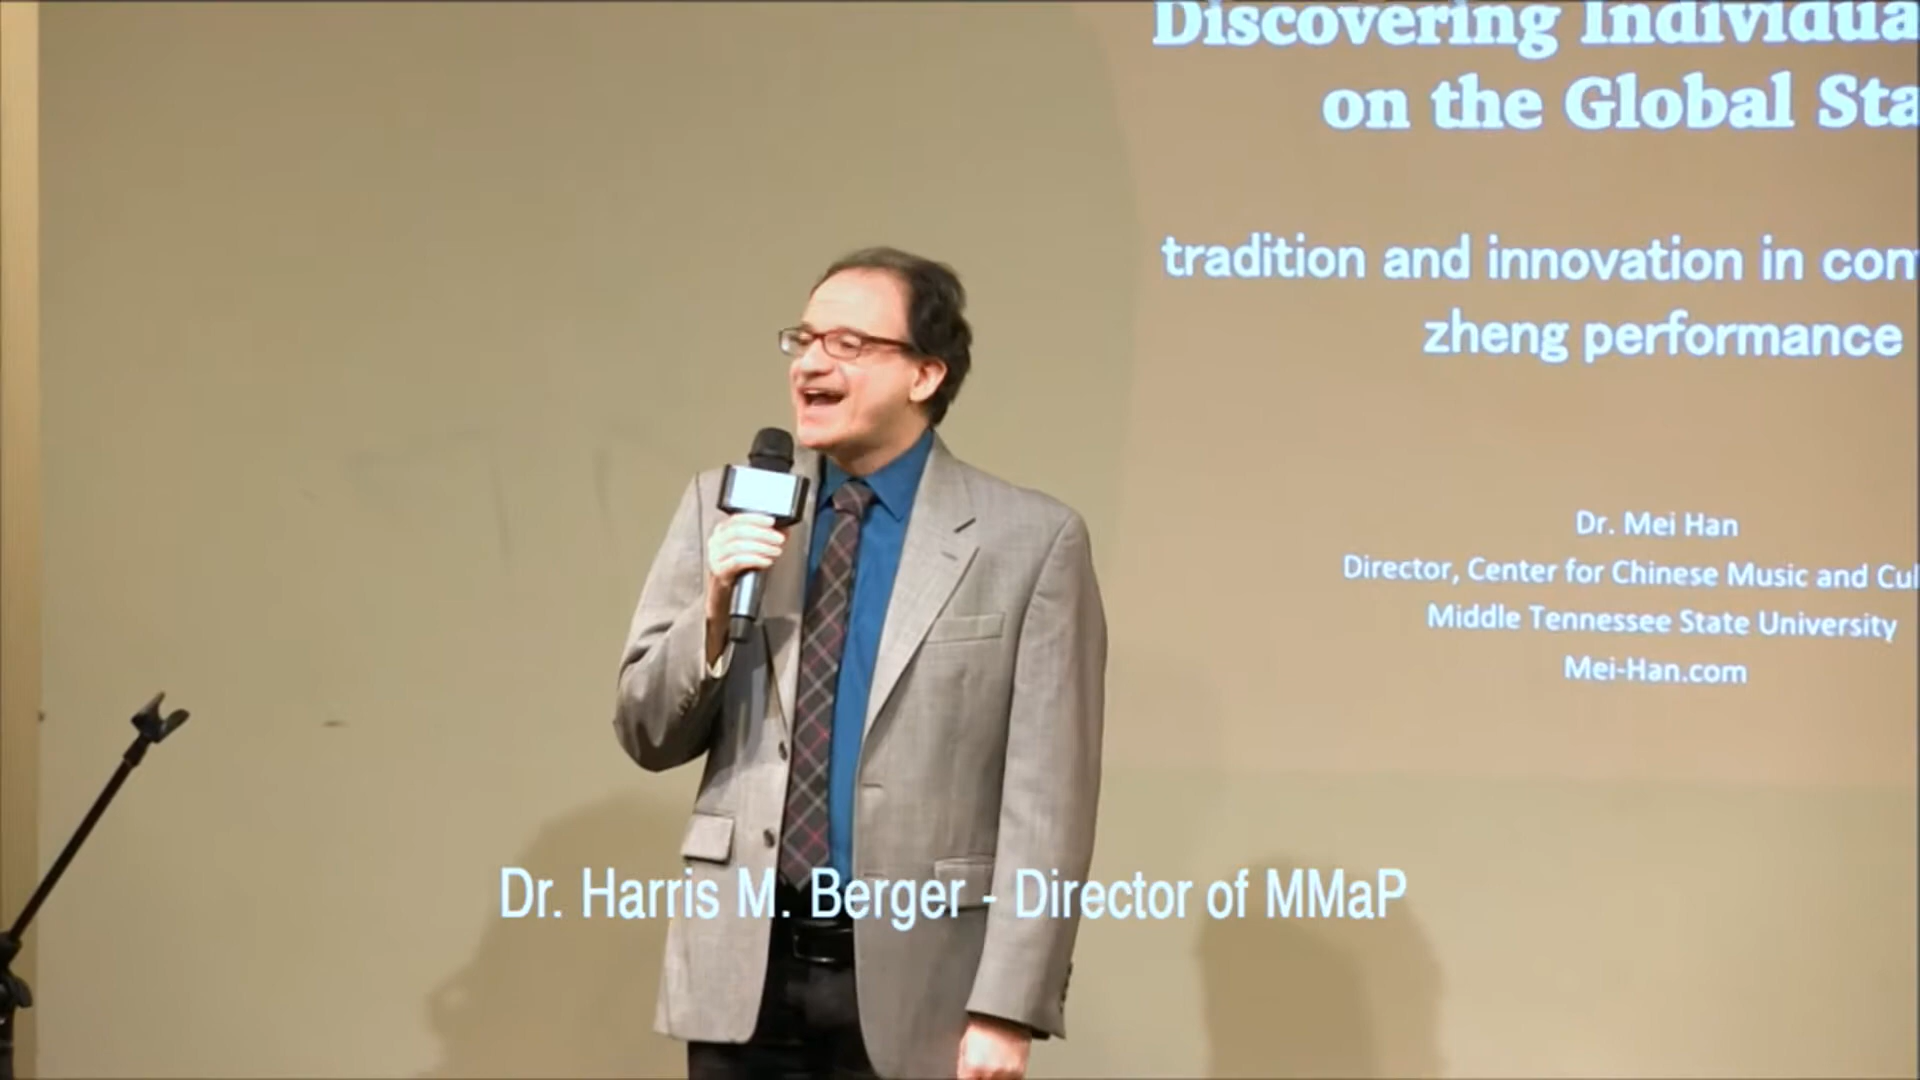 Discovering Individua
on the Global Sta
tradition and innovation in con
zheng performance
Dr. Mei Han
Director, Center for Chinese Music and Cul
Middle Tennessee State University
Mei-Han.com
Dr. Harris M. Berger - Director of MMaP